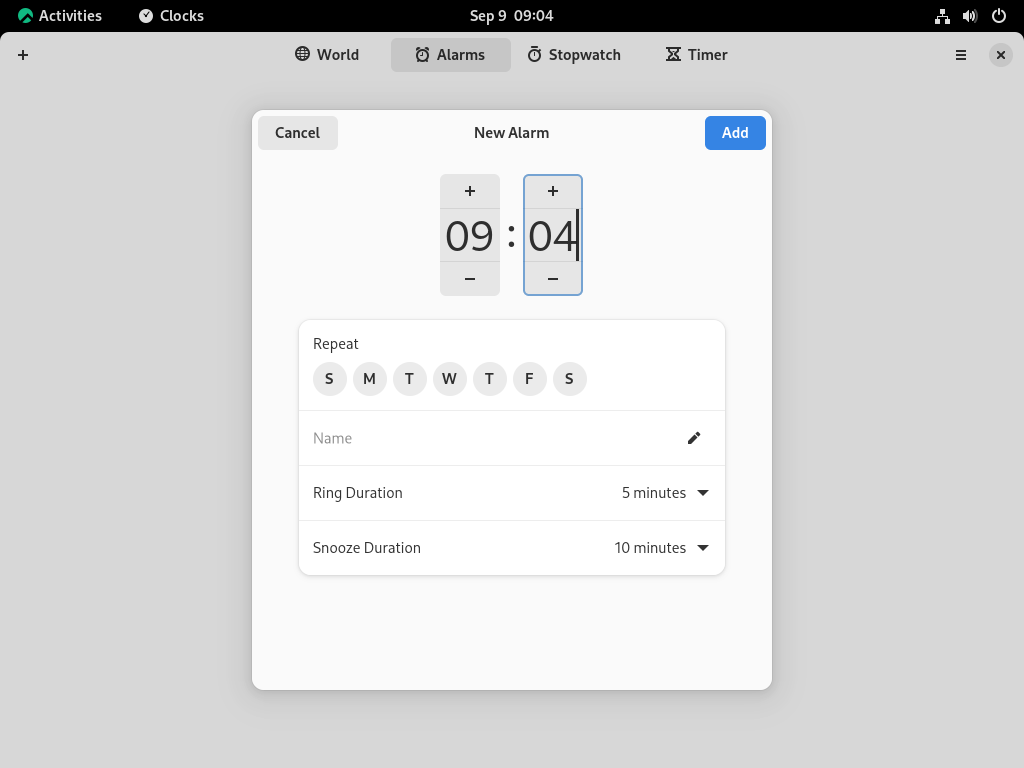 Activities Clocks Sep 9 09:04
World Alarms Stopwatch Timer
Cancel New Alarm Add
+ +
09 : 04
− −
Repeat
S M T W T F S
Name
Ring Duration 5 minutes
Snooze Duration 10 minutes